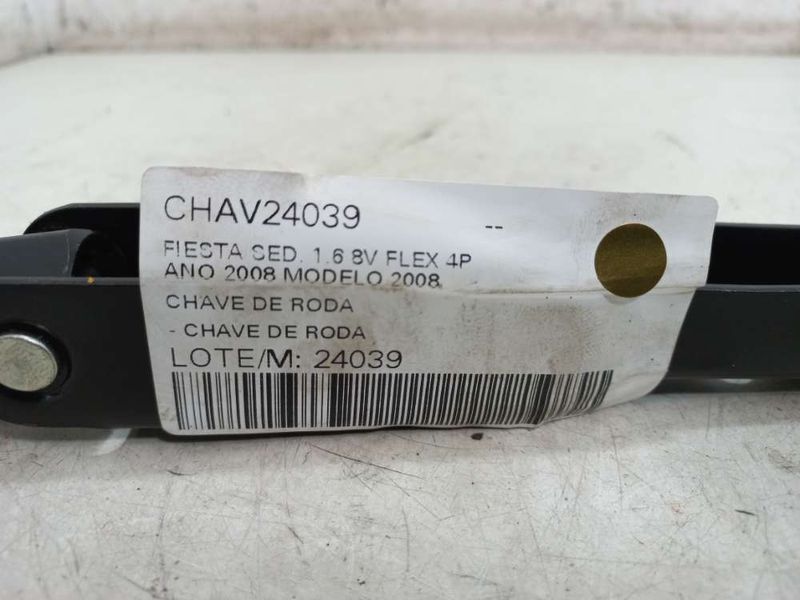 CHAV24039 --
FIESTA SED. 1.6 8V FLEX 4P
ANO 2008 MODELO 2008
CHAVE DE RODA
- CHAVE DE RODA
LOTE/M: 24039